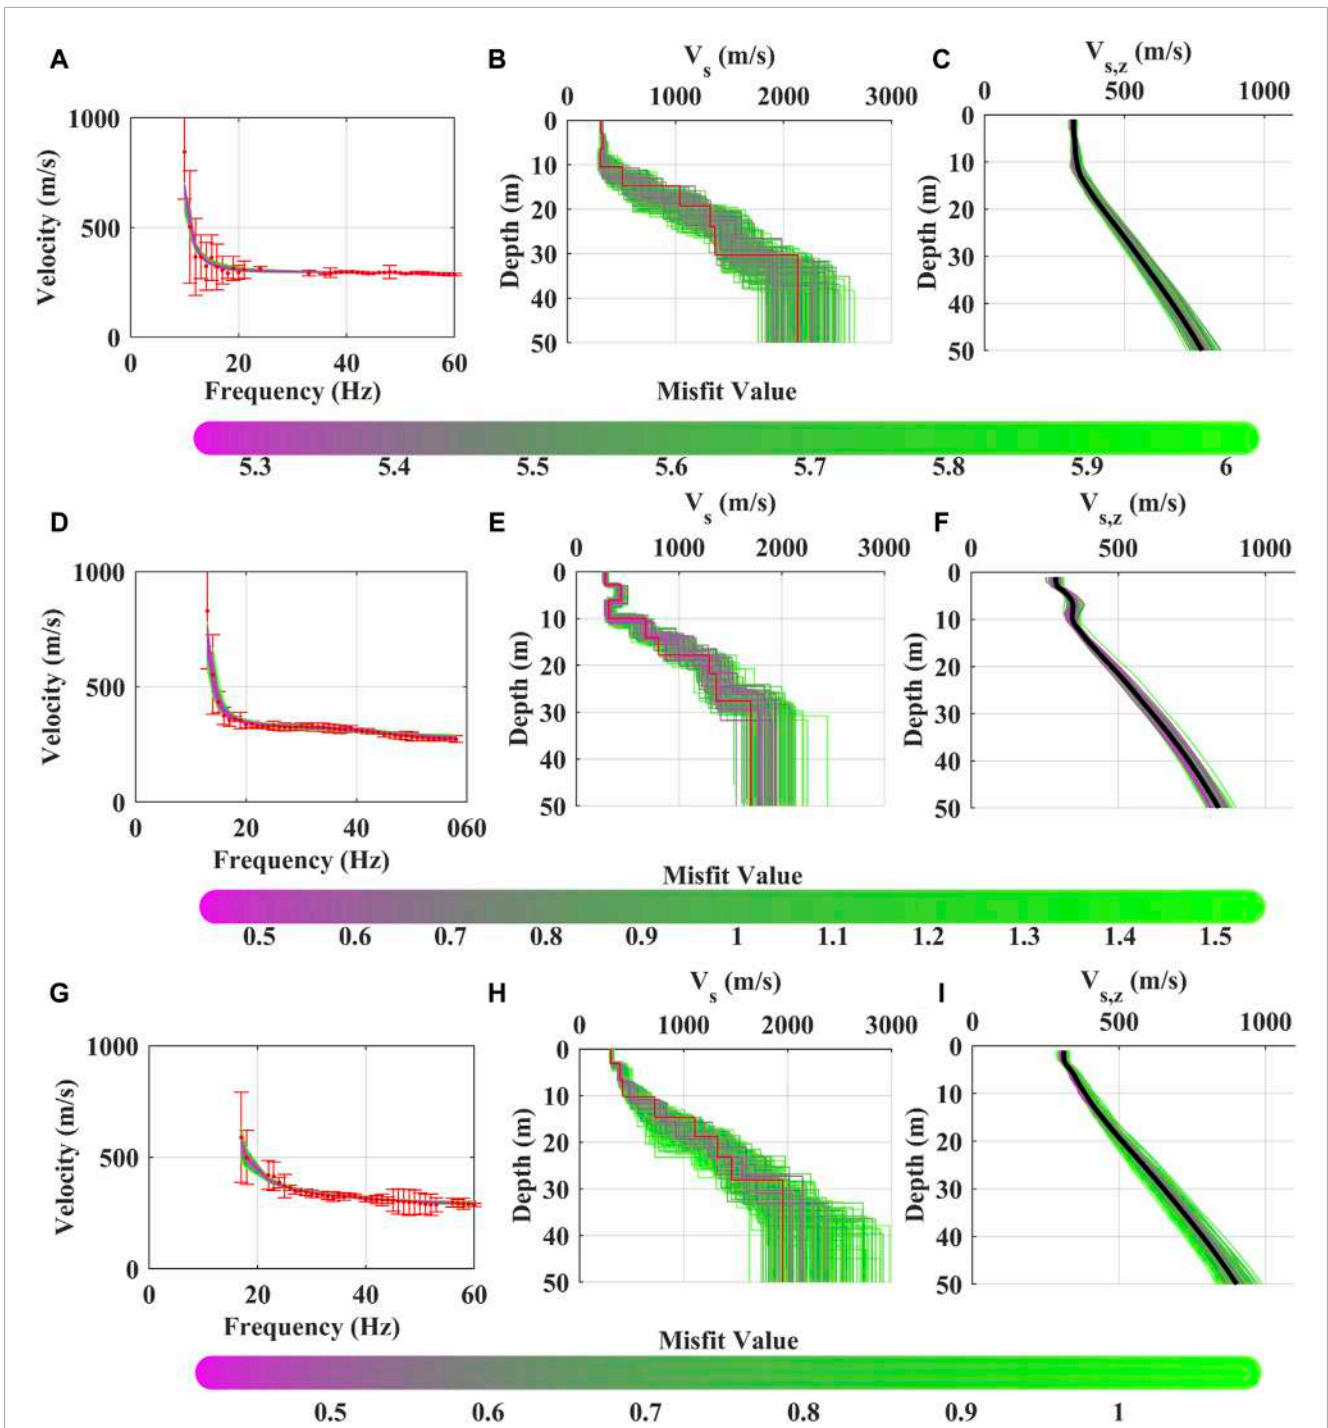 A
B
V_s (m/s)
C
V_s,z (m/s)
0 1000 2000 3000
0 500 1000
1000
500
0
Velocity (m/s)
0
10
20
30
40
50
Depth (m)
0
10
20
30
40
50
Depth (m)
0 20 40 60
Frequency (Hz)
Misfit Value
5.3 5.4 5.5 5.6 5.7 5.8 5.9 6
D
E
V_s (m/s)
F
V_s,z (m/s)
0 1000 2000 3000
0 500 1000
1000
500
0
Velocity (m/s)
0
10
20
30
40
50
Depth (m)
0
10
20
30
40
50
Depth (m)
0 20 40 060
Frequency (Hz)
Misfit Value
0.5 0.6 0.7 0.8 0.9 1 1.1 1.2 1.3 1.4 1.5
G
H
V_s (m/s)
I
V_s,z (m/s)
0 1000 2000 3000
0 500 1000
1000
500
0
Velocity (m/s)
0
10
20
30
40
50
Depth (m)
0
10
20
30
40
50
Depth (m)
0 20 40 60
Frequency (Hz)
Misfit Value
0.5 0.6 0.7 0.8 0.9 1